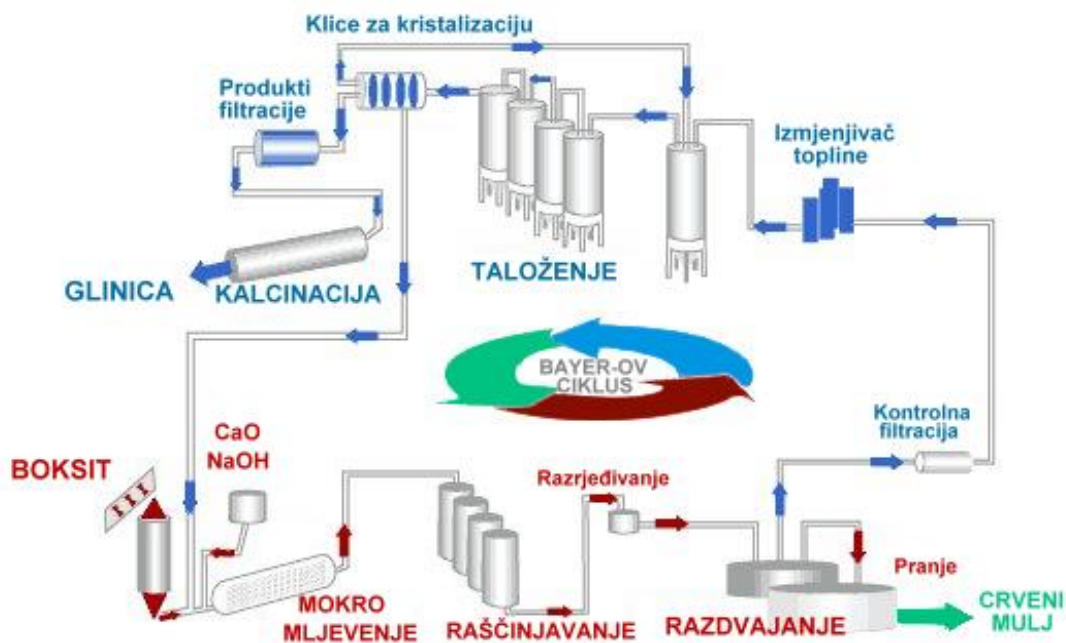 Klice za kristalizaciju
Produkti
filtracije
Izmjenjivač
topline
GLINICA
KALCINACIJA
TALOŽENJE
BAYER-OV
CIKLUS
Kontrolna
filtracija
CaO
NaOH
BOKSIT
Razrjeđivanje
Pranje
MOKRO
MLJEVENJE
RAŠČINJAVANJE
RAZDVAJANJE
CRVENI
MULJ